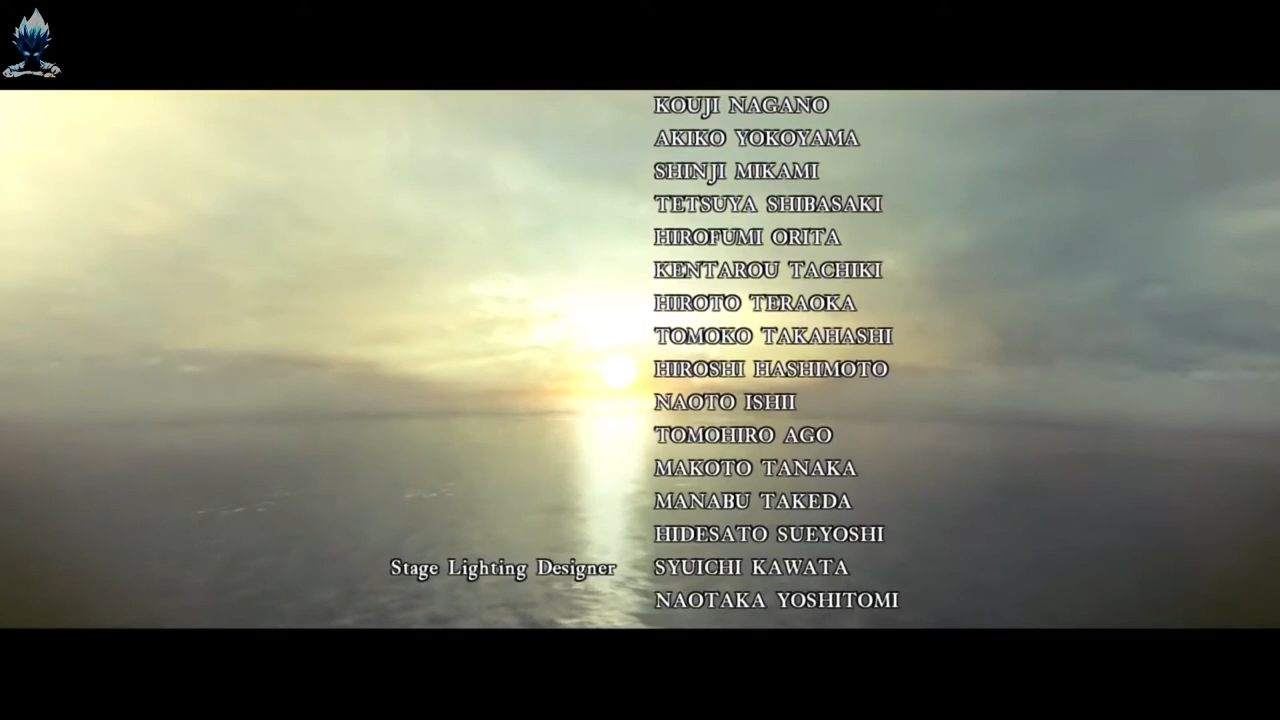 KOUJI NAGANO
AKIKO YOKOYAMA
SHINJI MIKAMI
TETSUYA SHIBASAKI
HIROFUMI ORITA
KENTAROU TACHIKI
HIROTO TERAOKA
TOMOKO TAKAHASHI
HIROSHI HASHIMOTO
NAOTO ISHII
TOMOHIRO AGO
MAKOTO TANAKA
MANABU TAKEDA
HIDESATO SUEYOSHI
Stage Lighting Designer SYUICHI KAWATA
NAOTAKA YOSHITOMI